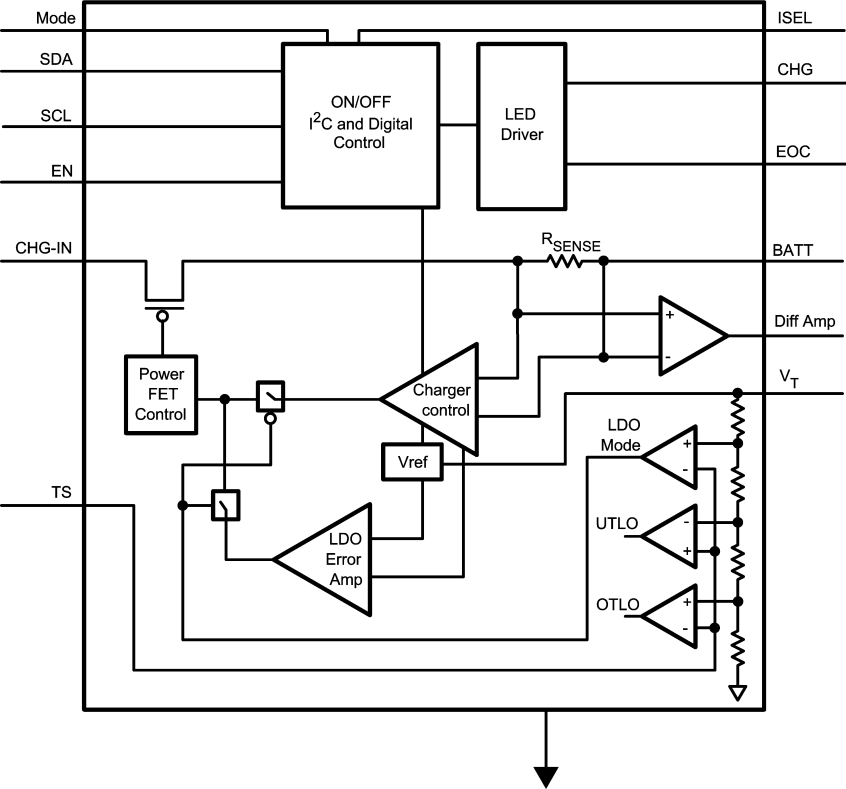 Mode
ISEL
SDA
CHG
SCL
ON/OFF
I²C and Digital
Control
LED
Driver
EN
EOC
CHG-IN
RSENSE
BATT
+
-
Diff Amp
Power
FET
Control
Charger
control
VT
LDO
Mode
+
-
Vref
TS
UTLO
-
+
LDO
Error
Amp
OTLO
+
-